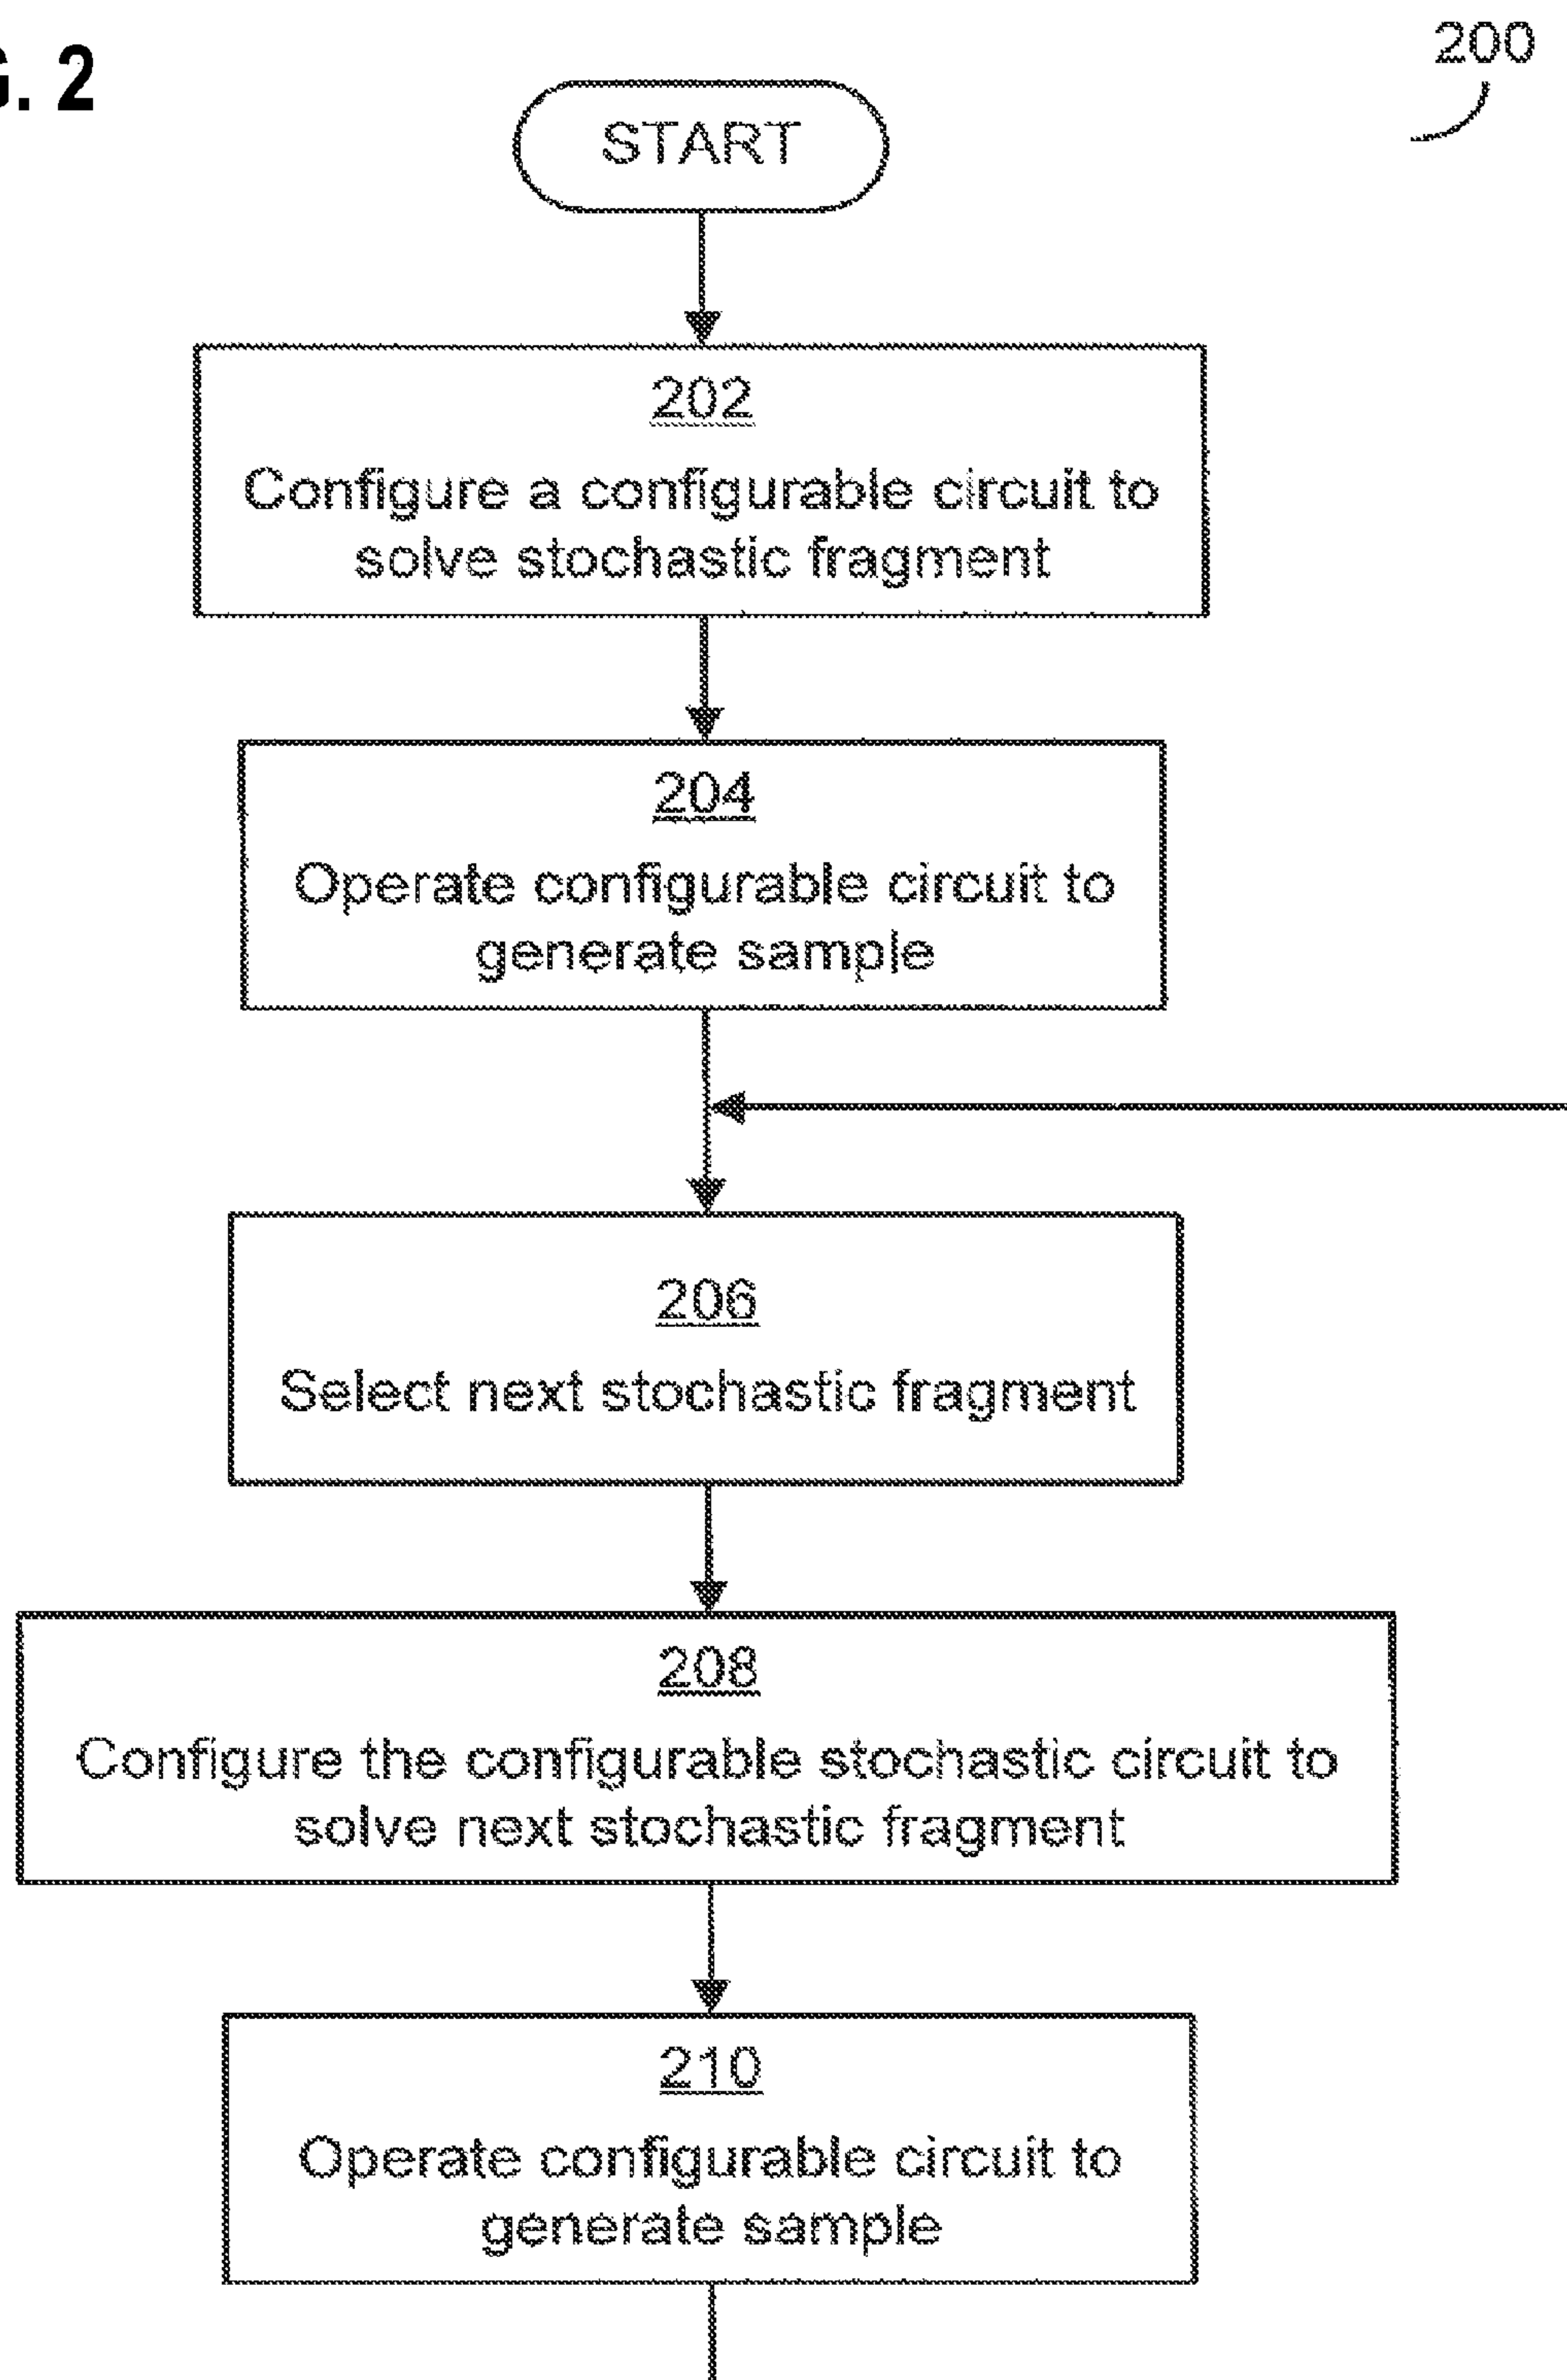 . 2
200
START
202
Configure a configurable circuit to
solve stochastic fragment
204
Operate configurable circuit to
generate sample
206
Select next stochastic fragment
208
Configure the configurable stochastic circuit to
solve next stochastic fragment
210
Operate configurable circuit to
generate sample